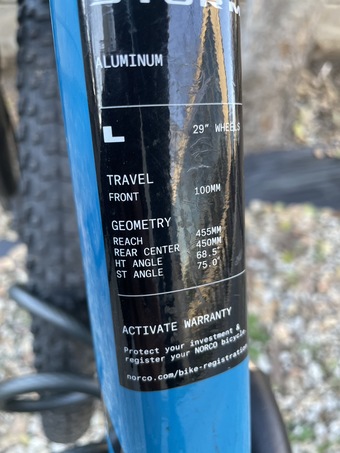 STORM
ALUMINUM
L 29" WHEELS
TRAVEL
FRONT 100MM
GEOMETRY
REACH 455MM
REAR CENTER 450MM
HT ANGLE 68.5°
ST ANGLE 75.0°
ACTIVATE WARRANTY
Protect your investment &
register your NORCO bicycle.
norco.com/bike-registration